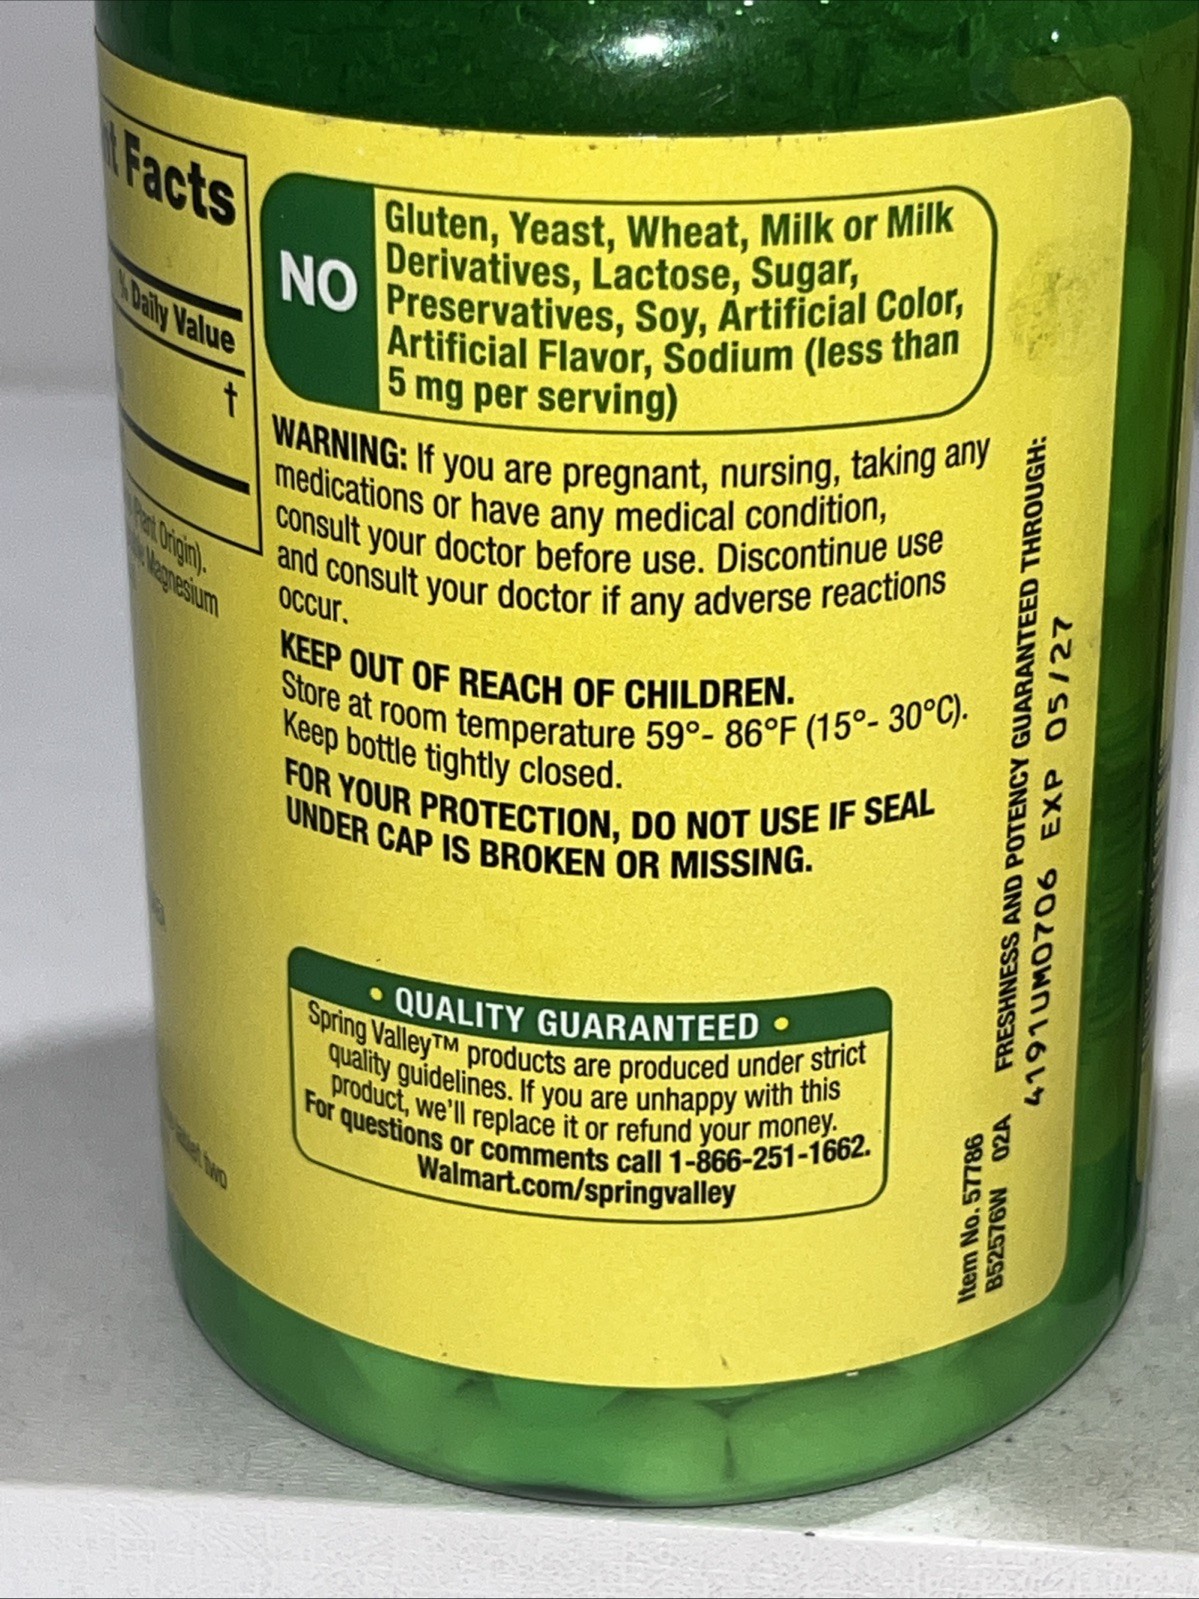 Facts
% Daily Value
†
Plant Origin).
Magnesium
two
NO
Gluten, Yeast, Wheat, Milk or Milk
Derivatives, Lactose, Sugar,
Preservatives, Soy, Artificial Color,
Artificial Flavor, Sodium (less than
5 mg per serving)
WARNING: If you are pregnant, nursing, taking any
medications or have any medical condition,
consult your doctor before use. Discontinue use
and consult your doctor if any adverse reactions
occur.
KEEP OUT OF REACH OF CHILDREN.
Store at room temperature 59°- 86°F (15°- 30°C).
Keep bottle tightly closed.
FOR YOUR PROTECTION, DO NOT USE IF SEAL
UNDER CAP IS BROKEN OR MISSING.
• QUALITY GUARANTEED •
Spring Valley™ products are produced under strict
quality guidelines. If you are unhappy with this
product, we'll replace it or refund your money.
For questions or comments call 1-866-251-1662.
Walmart.com/springvalley
Item No. 57786
B52576W 02A
FRESHNESS AND POTENCY GUARANTEED THROUGH:
4191UM0706 EXP 05/27